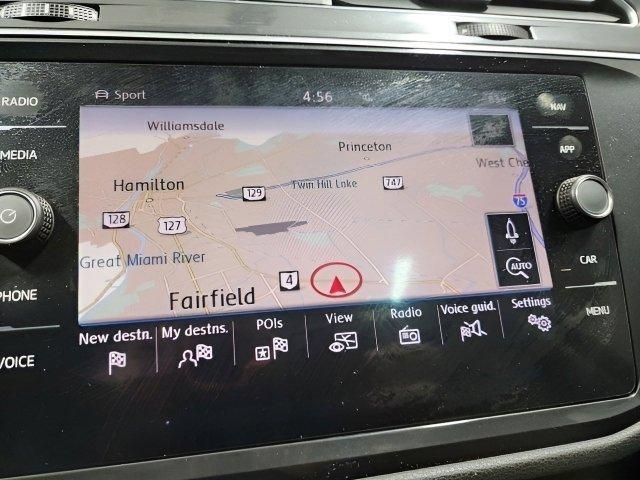 RADIO
MEDIA
PHONE
VOICE
Sport
4:56
NAV
APP
CAR
MENU
Williamsdale
Princeton
West Che
Hamilton
129
Twin Hill Lake
747
75
128
127
Great Miami River
AUTO
4
Fairfield
New destn.
My destns.
POIs
View
Radio
Voice guid.
Settings